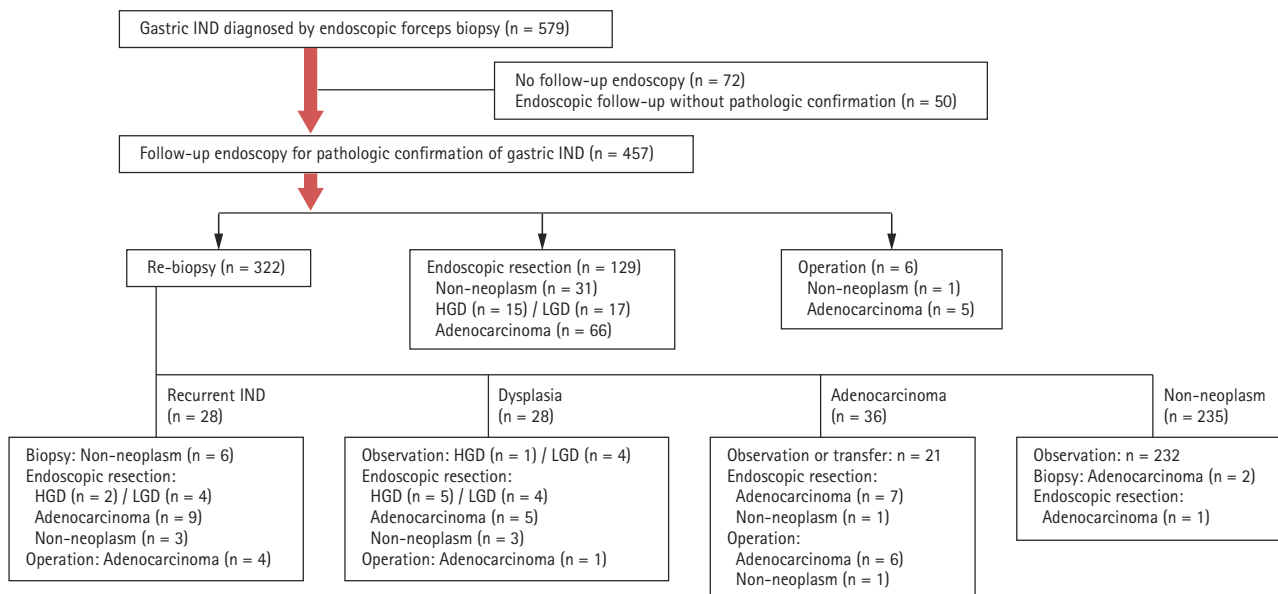 Gastric IND diagnosed by endoscopic forceps biopsy (n = 579)
No follow-up endoscopy (n = 72)
Endoscopic follow-up without pathologic confirmation (n = 50)
Follow-up endoscopy for pathologic confirmation of gastric IND (n = 457)
Re-biopsy (n = 322)
Endoscopic resection (n = 129)
Non-neoplasm (n = 31)
HGD (n = 15) / LGD (n = 17)
Adenocarcinoma (n = 66)
Operation (n = 6)
Non-neoplasm (n = 1)
Adenocarcinoma (n = 5)
Recurrent IND
(n = 28)
Biopsy: Non-neoplasm (n = 6)
Endoscopic resection:
HGD (n = 2) / LGD (n = 4)
Adenocarcinoma (n = 9)
Non-neoplasm (n = 3)
Operation: Adenocarcinoma (n = 4)
Dysplasia
(n = 28)
Observation: HGD (n = 1) / LGD (n = 4)
Endoscopic resection:
HGD (n = 5) / LGD (n = 4)
Adenocarcinoma (n = 5)
Non-neoplasm (n = 3)
Operation: Adenocarcinoma (n = 1)
Adenocarcinoma
(n = 36)
Observation or transfer: n = 21
Endoscopic resection:
Adenocarcinoma (n = 7)
Non-neoplasm (n = 1)
Operation:
Adenocarcinoma (n = 6)
Non-neoplasm (n = 1)
Non-neoplasm
(n = 235)
Observation: n = 232
Biopsy: Adenocarcinoma (n = 2)
Endoscopic resection:
Adenocarcinoma (n = 1)